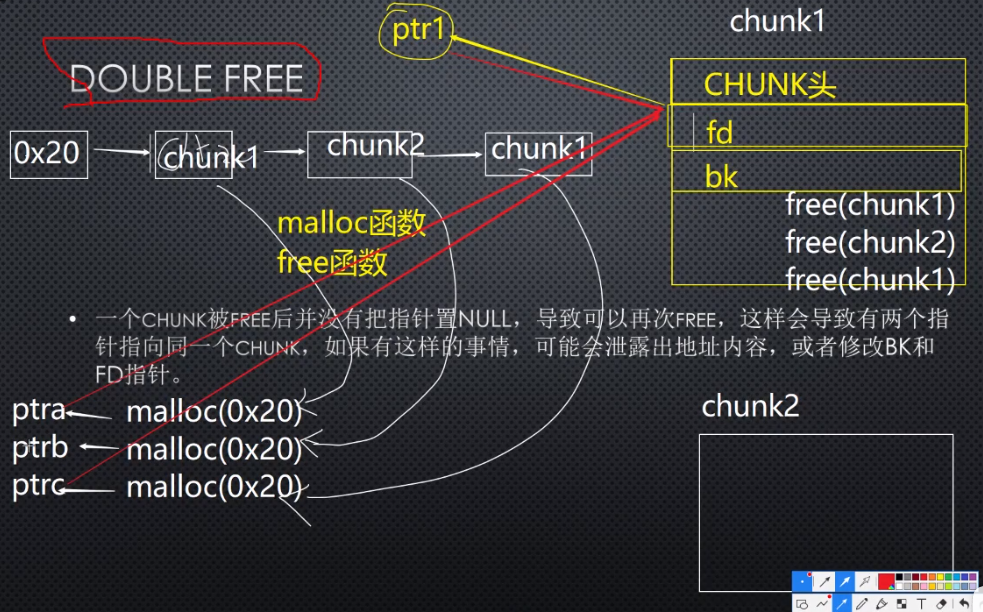 ptr1
chunk1
DOUBLE FREE
CHUNK头
fd
bk
0x20
chunk1
chunk2
chunk1
free(chunk1)
free(chunk2)
free(chunk1)
malloc函数
free函数
• 一个CHUNK被FREE后并没有把指针置NULL，导致可以再次FREE，这样会导致有两个指
针指向同一个CHUNK，如果有这样的事情，可能会泄露出地址内容，或者修改BK和
FD指针。
ptra
malloc(0x20)
ptrb
malloc(0x20)
ptrc
malloc(0x20)
chunk2